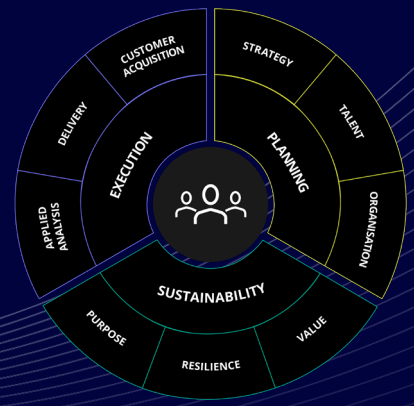 CUSTOMER
ACQUISITION
STRATEGY
DELIVERY
TALENT
EXECUTION
PLANNING
APPLIED
ANALYSIS
ORGANISATION
SUSTAINABILITY
PURPOSE
VALUE
RESILIENCE